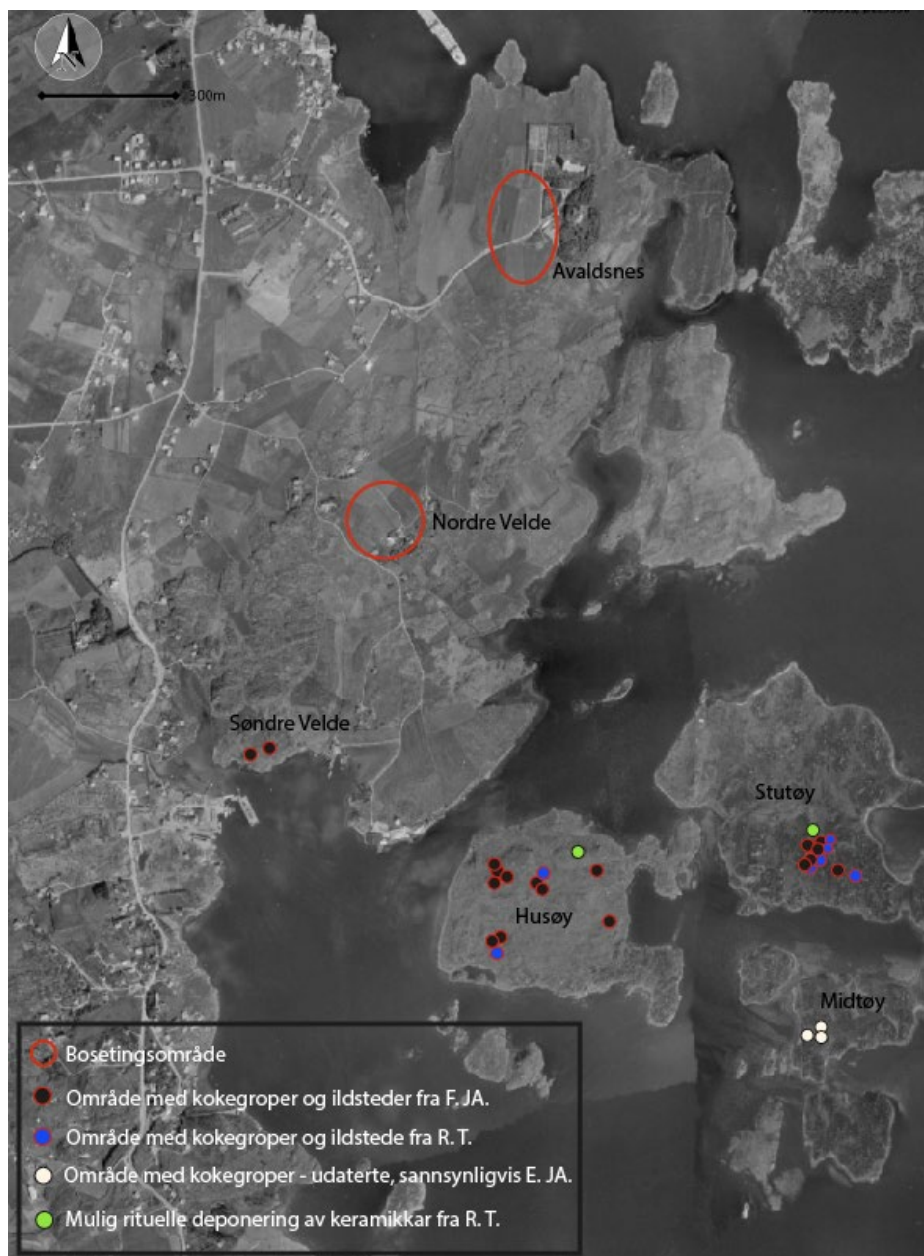 300m
Avaldsnes
Nordre Velde
Søndre Velde
Stutøy
Husøy
Midtøy
Bosetingsområde
Område med kokegroper og ildsteder fra F. JA.
Område med kokegroper og ildstede fra R. T.
Område med kokegroper - udaterte, sannsynligvis E. JA.
Mulig rituelle deponering av keramikkar fra R. T.